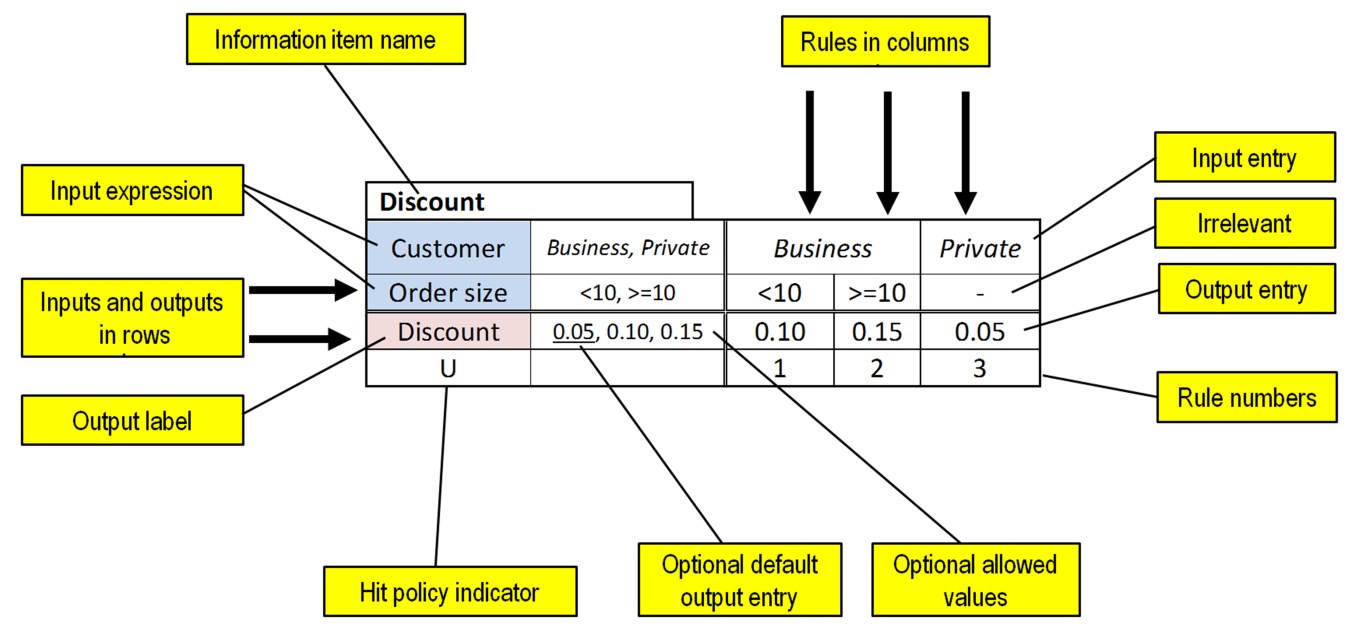 Information item name
Rules in columns
Input expression
Input entry
Irrelevant
Output entry
Inputs and outputs
in rows
Output label
Rule numbers
Discount
Customer Business, Private Business Private
Order size <10, >=10 <10 >=10 -
Discount 0.05, 0.10, 0.15 0.10 0.15 0.05
U 1 2 3
Hit policy indicator
Optional default
output entry
Optional allowed
values